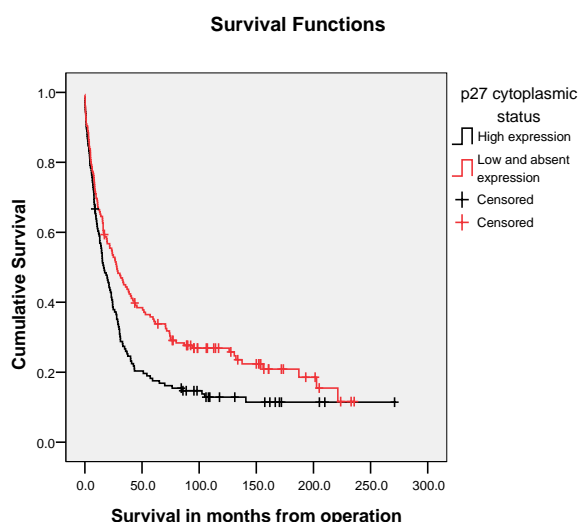 Survival Functions
p27 cytoplasmic
status
High expression
Low and absent
expression
Censored
Censored
Cumulative Survival
1.0
0.8
0.6
0.4
0.2
0.0
0.0 50.0 100.0 150.0 200.0 250.0 300.0
Survival in months from operation